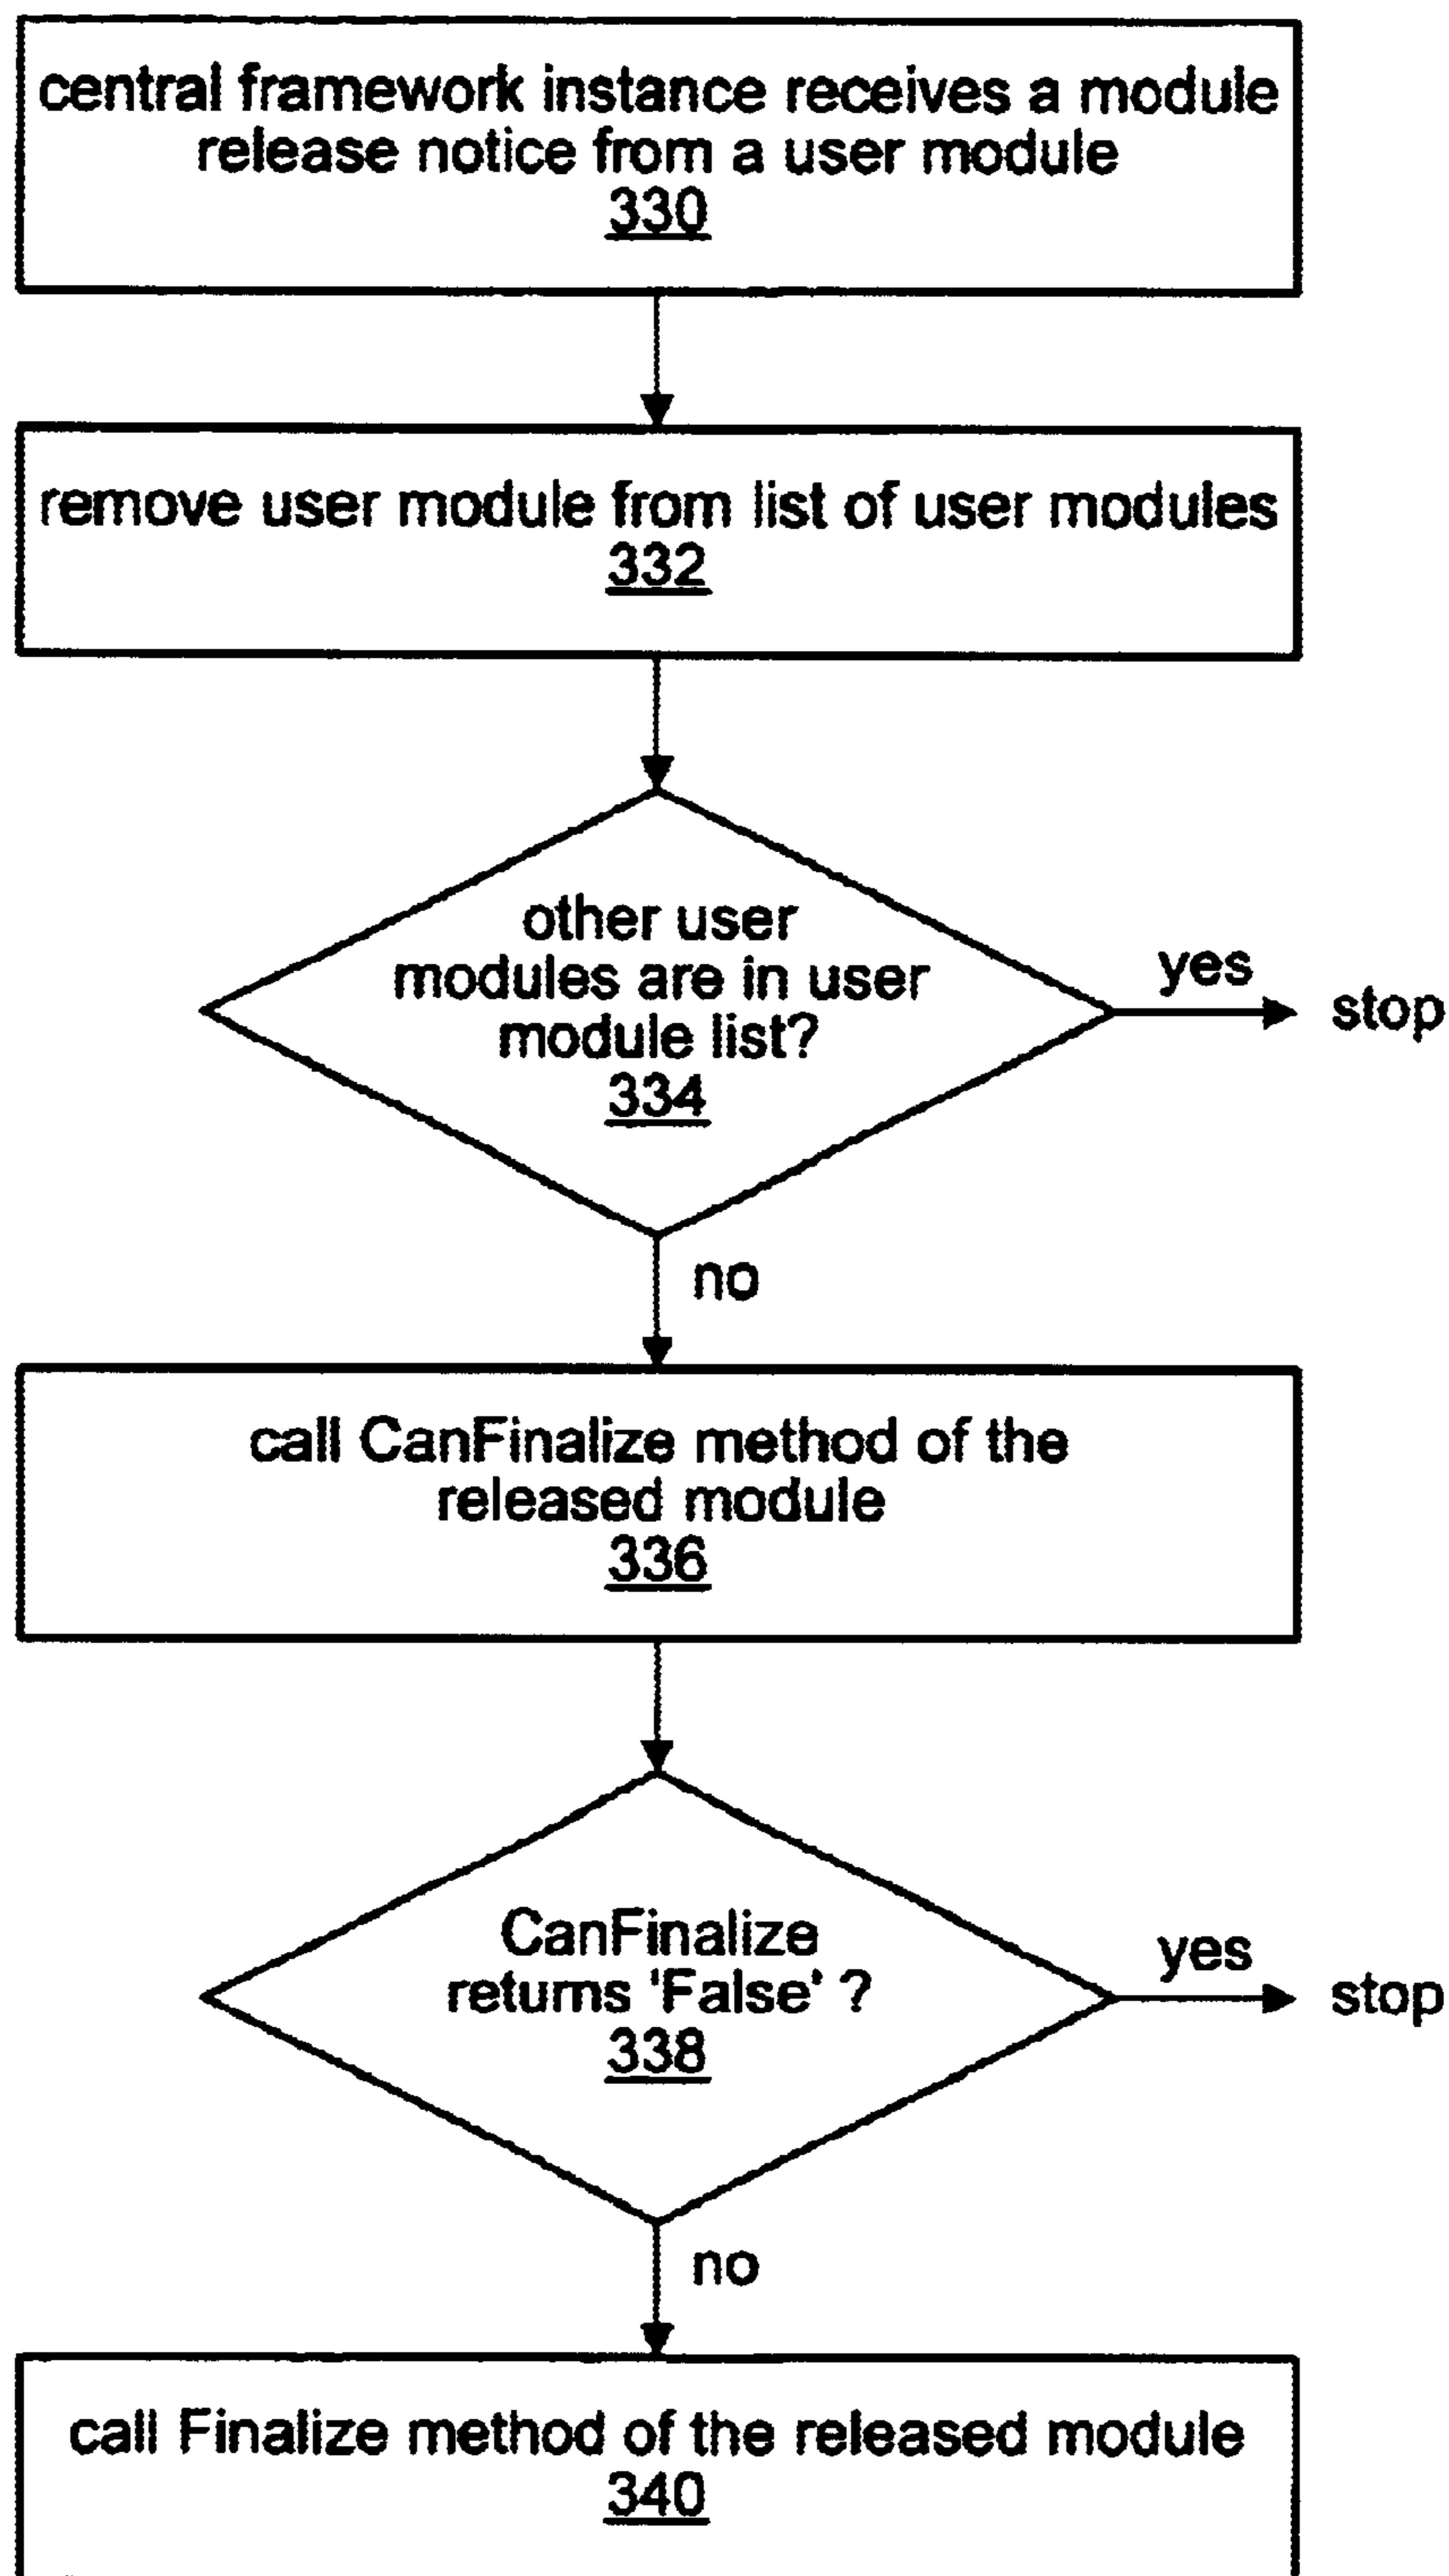 central framework instance receives a module
release notice from a user module
330
remove user module from list of user modules
332
other user
modules are in user
module list?
334
yes
stop
no
call CanFinalize method of the
released module
336
CanFinalize
returns 'False' ?
338
yes
stop
no
call Finalize method of the released module
340